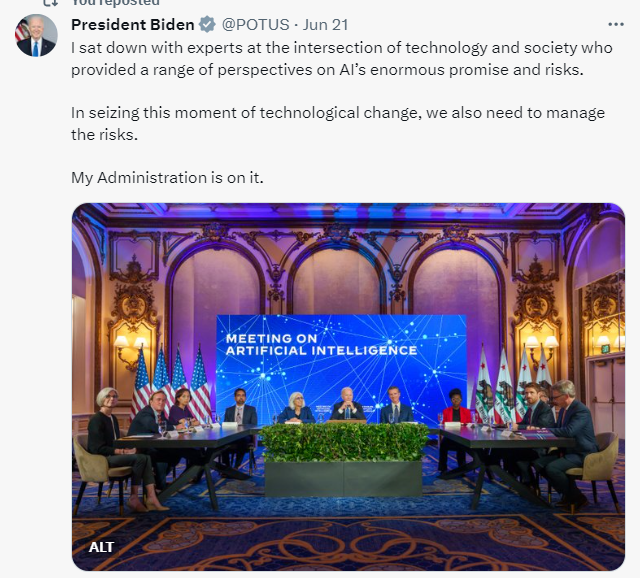 You reposted
President Biden @POTUS · Jun 21
I sat down with experts at the intersection of technology and society who
provided a range of perspectives on AI’s enormous promise and risks.
In seizing this moment of technological change, we also need to manage
the risks.
My Administration is on it.
MEETING ON
ARTIFICIAL INTELLIGENCE
ALT